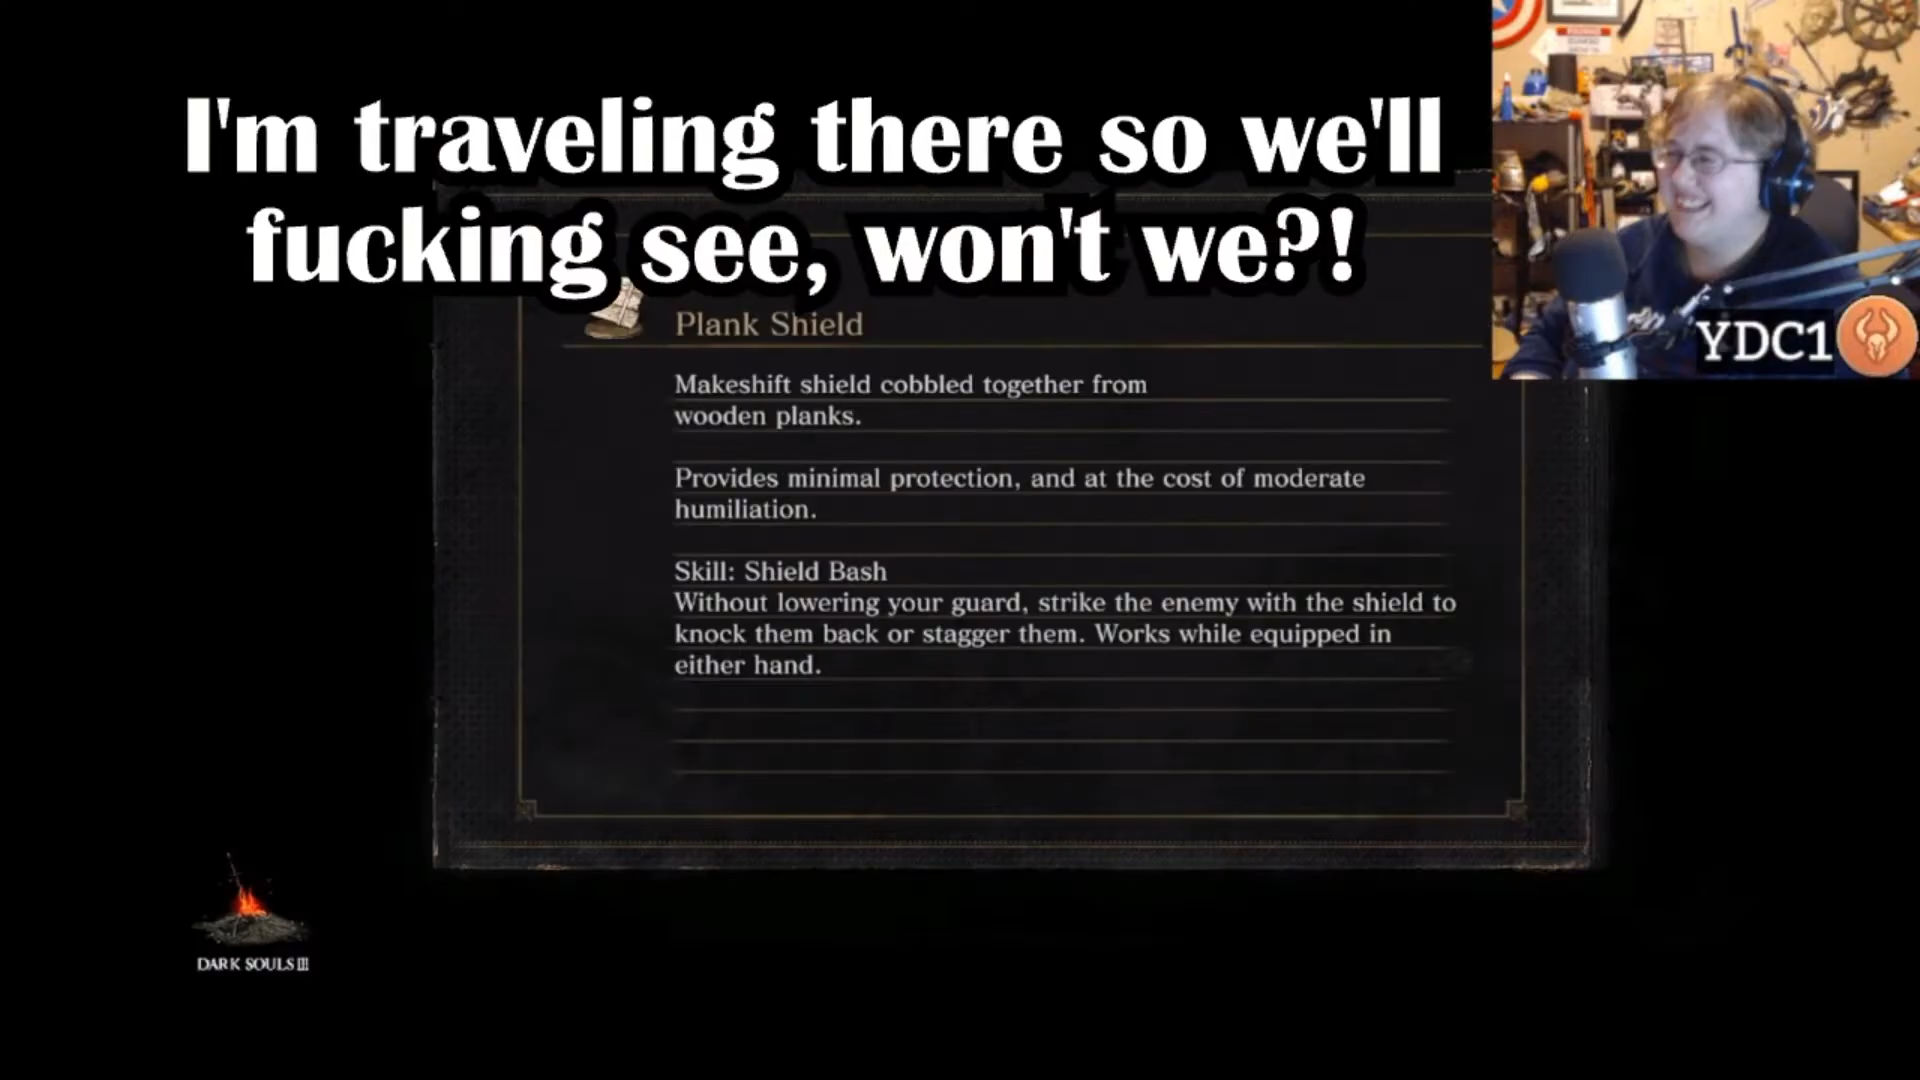 I'm traveling there so we'll
fucking see, won't we?!
YDC1
Plank Shield
Makeshift shield cobbled together from
wooden planks.
Provides minimal protection, and at the cost of moderate
humiliation.
Skill: Shield Bash
Without lowering your guard, strike the enemy with the shield to
knock them back or stagger them. Works while equipped in
either hand.
DARK SOULS III